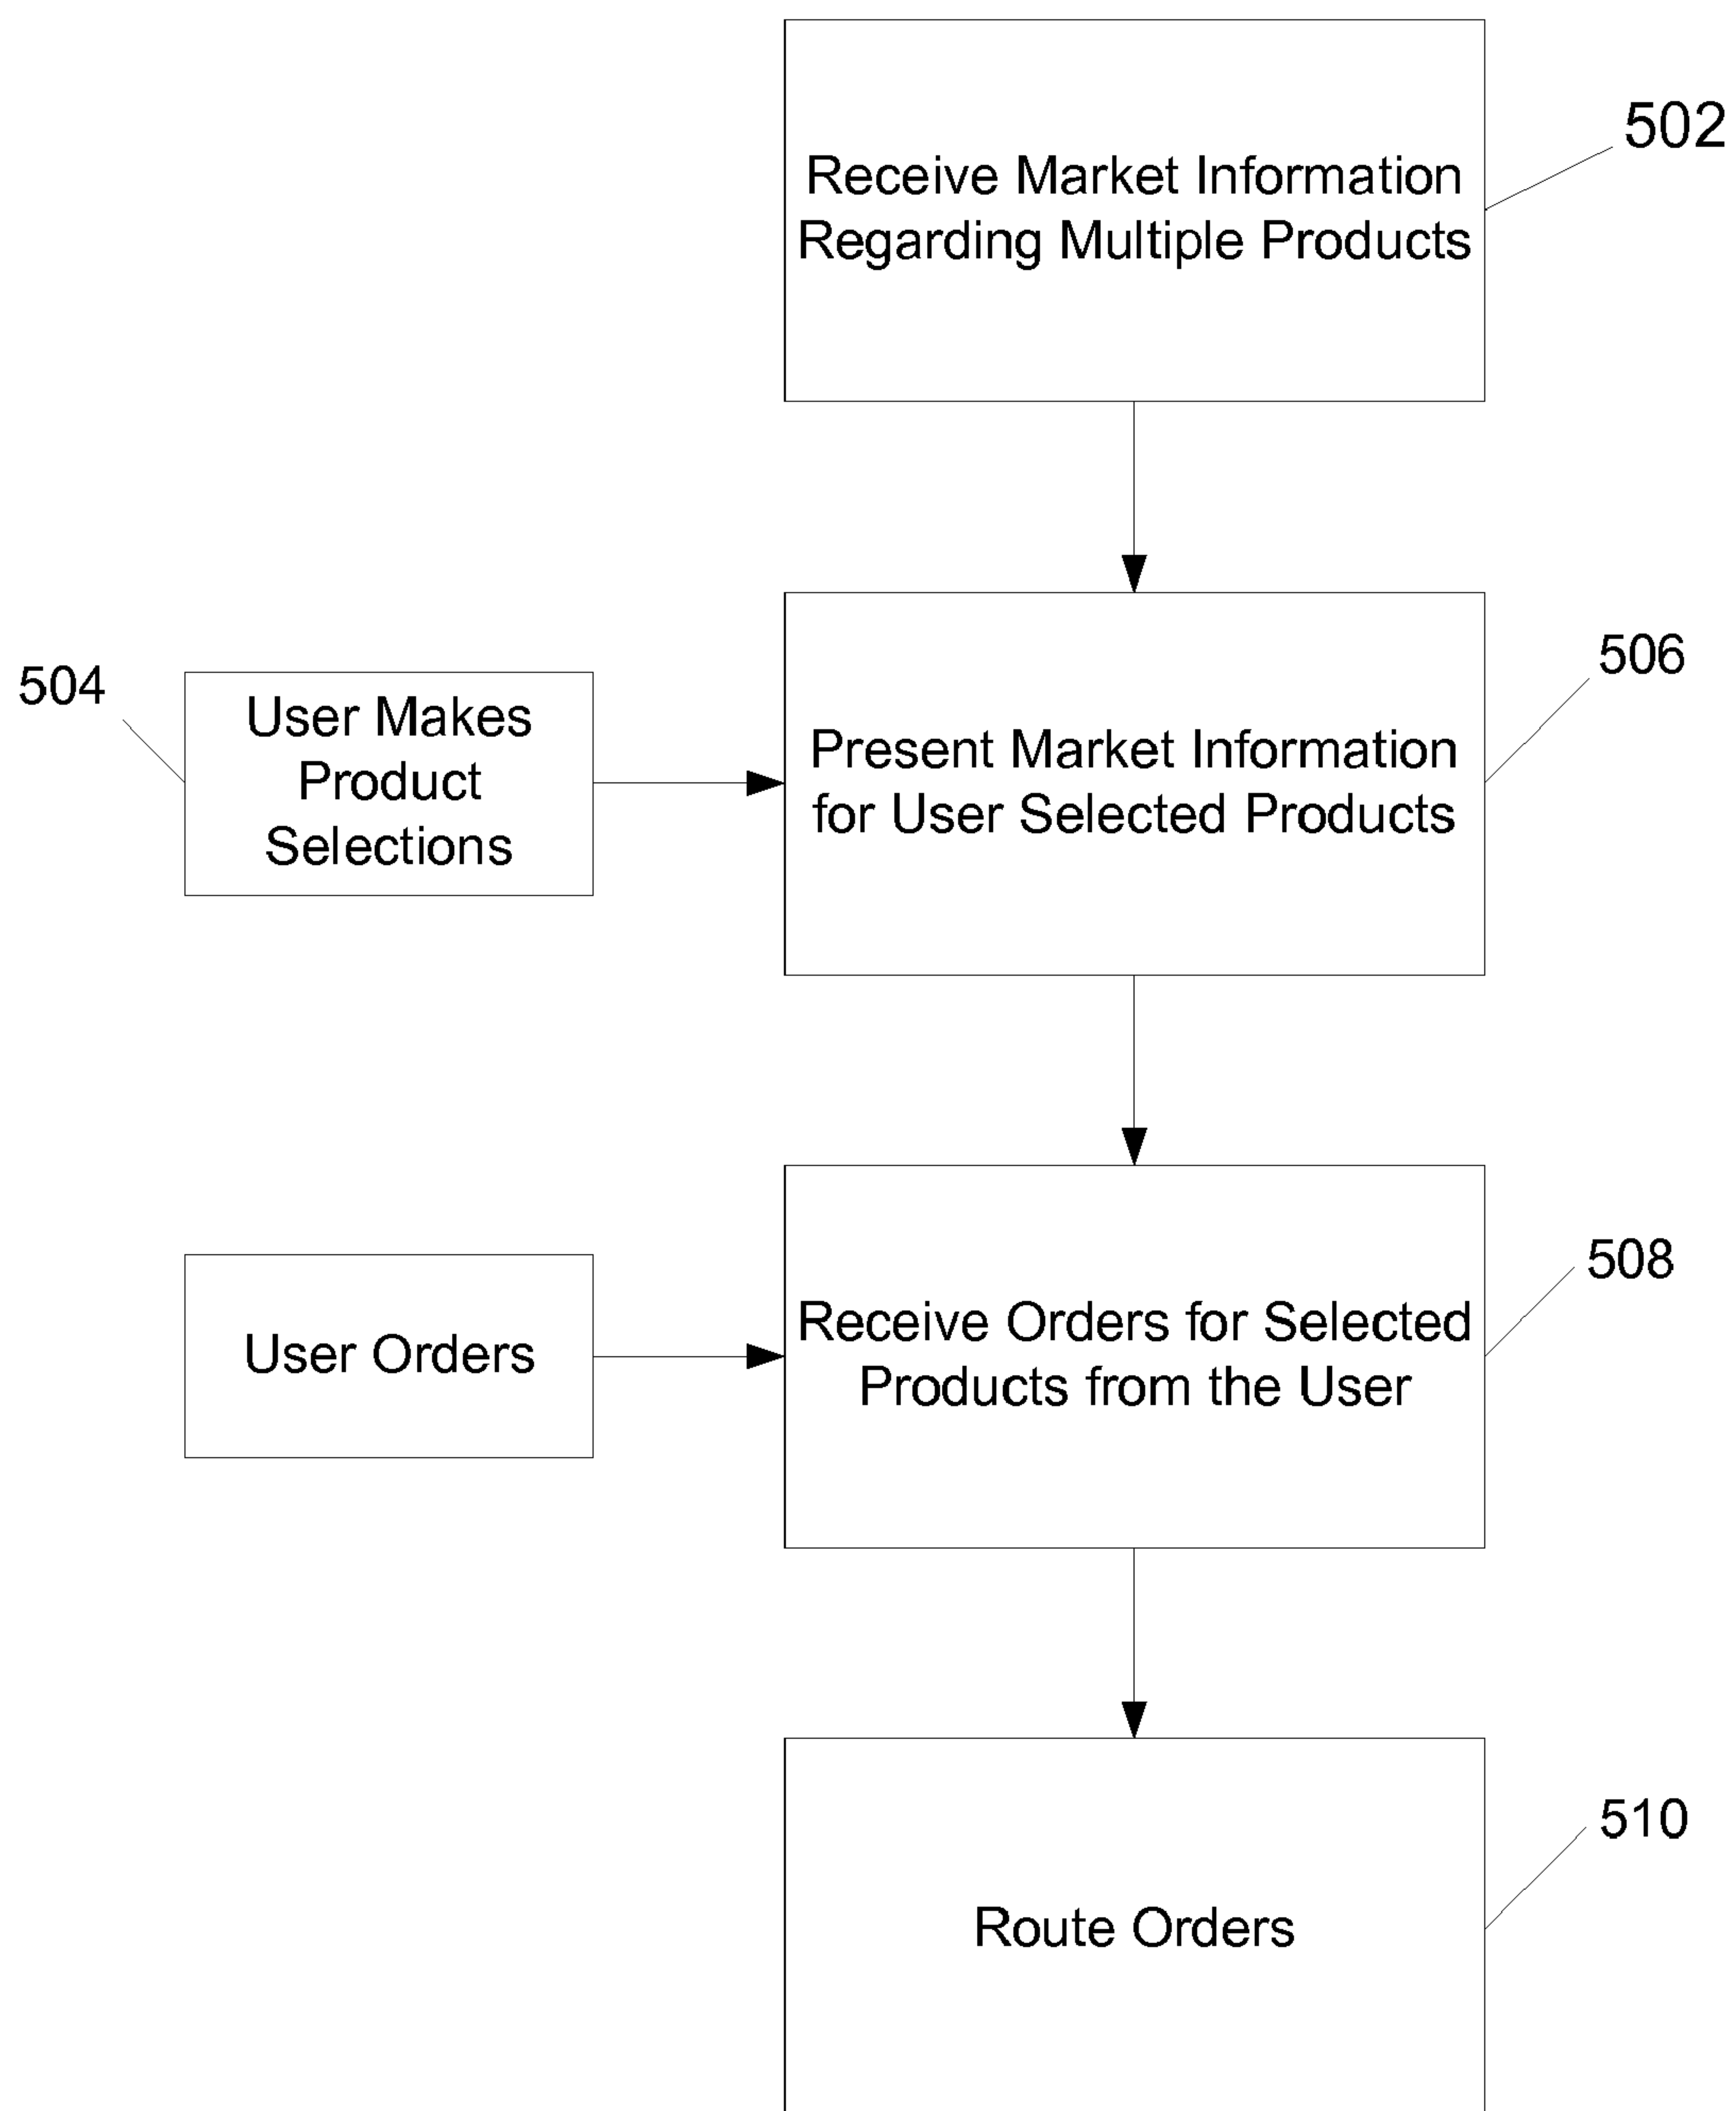 502
Receive Market Information
Regarding Multiple Products
504
User Makes
Product
Selections
506
Present Market Information
for User Selected Products
User Orders
508
Receive Orders for Selected
Products from the User
510
Route Orders